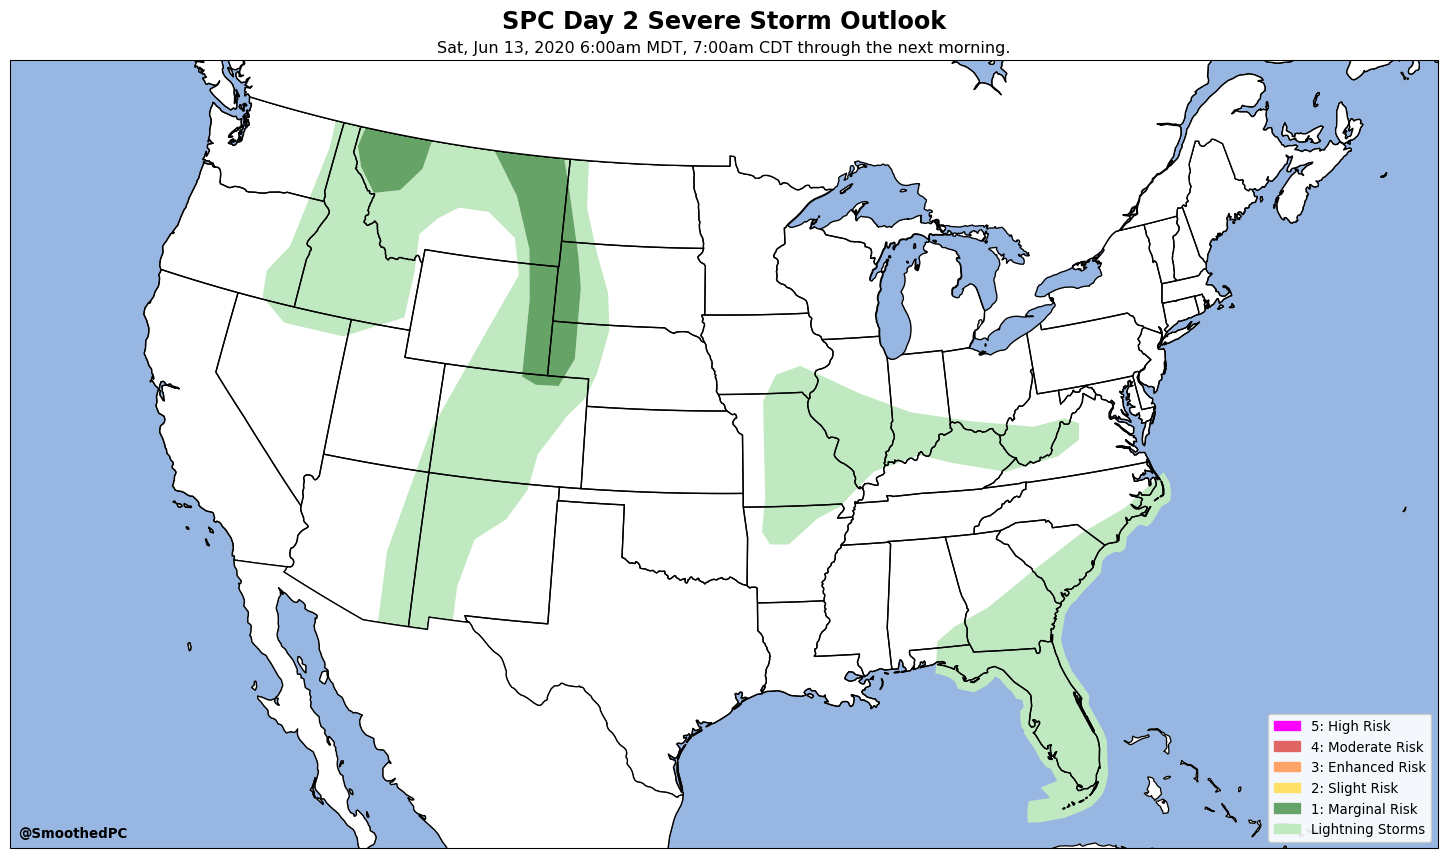 SPC Day 2 Severe Storm Outlook
Sat, Jun 13, 2020 6:00am MDT, 7:00am CDT through the next morning.
5: High Risk
4: Moderate Risk
3: Enhanced Risk
2: Slight Risk
1: Marginal Risk
Lightning Storms
@SmoothedPC